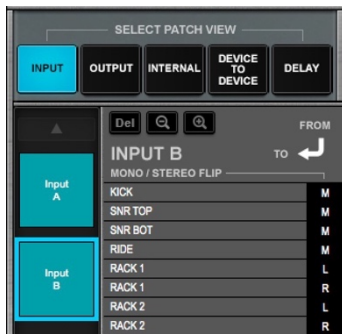 SELECT PATCH VIEW
INPUT
OUTPUT
INTERNAL
DEVICE
TO
DEVICE
DELAY
Del
FROM
INPUT B
TO
MONO / STEREO FLIP
Input
A
Input
B
KICK M
SNR TOP M
SNR BOT M
RIDE M
RACK 1 L
RACK 1 R
RACK 2 L
RACK 2 R